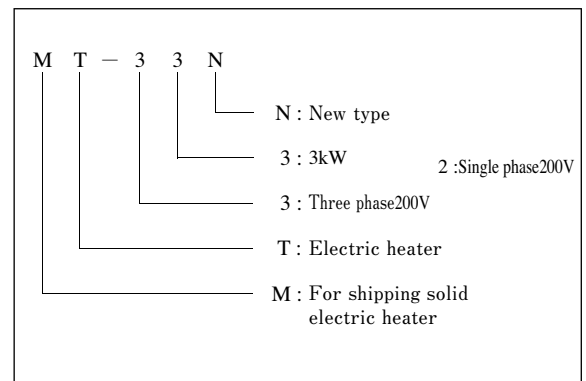 M T - 3 3 N
N : New type
3 : 3kW
2 :Single phase200V
3 : Three phase200V
T : Electric heater
M : For shipping solid
electric heater